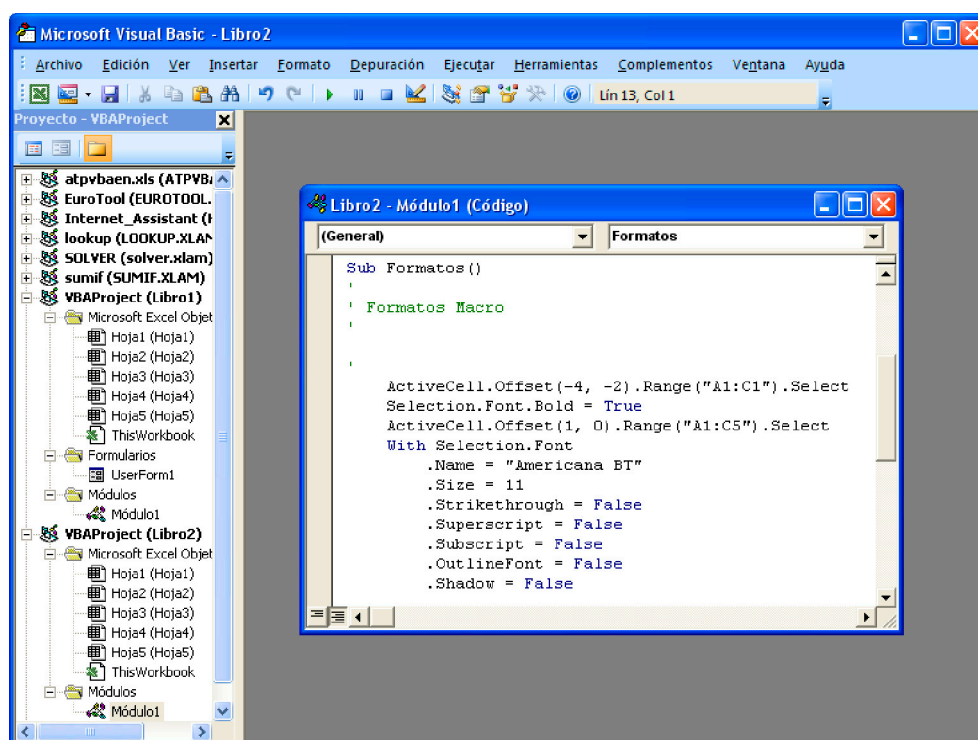 Microsoft Visual Basic - Libro2
Archivo Edición Ver Insertar Formato Depuración Ejecutar Herramientas Complementos Ventana Ayuda
Lín 13, Col 1
Proyecto - VBAProject
atpvbaen.xls (ATPVB
EuroTool (EUROTOOL.
Internet_Assistant (
lookup (LOOKUP.XLAM
SOLVER (solver.xlam)
sumif (SUMIF.XLAM)
VBAProject (Libro1)
Microsoft Excel Objet
Hoja1 (Hoja1)
Hoja2 (Hoja2)
Hoja3 (Hoja3)
Hoja4 (Hoja4)
Hoja5 (Hoja5)
ThisWorkbook
Formularios
UserForm1
Módulos
Módulo1
VBAProject (Libro2)
Microsoft Excel Objet
Hoja1 (Hoja1)
Hoja2 (Hoja2)
Hoja3 (Hoja3)
Hoja4 (Hoja4)
Hoja5 (Hoja5)
ThisWorkbook
Módulos
Módulo1
Libro2 - Módulo1 (Código)
(General) Formatos
Sub Formatos()
'
' Formatos Macro
'
'
ActiveCell.Offset(-4, -2).Range("A1:C1").Select
Selection.Font.Bold = True
ActiveCell.Offset(1, 0).Range("A1:C5").Select
With Selection.Font
.Name = "Americana BT"
.Size = 11
.Strikethrough = False
.Superscript = False
.Subscript = False
.OutlineFont = False
.Shadow = False